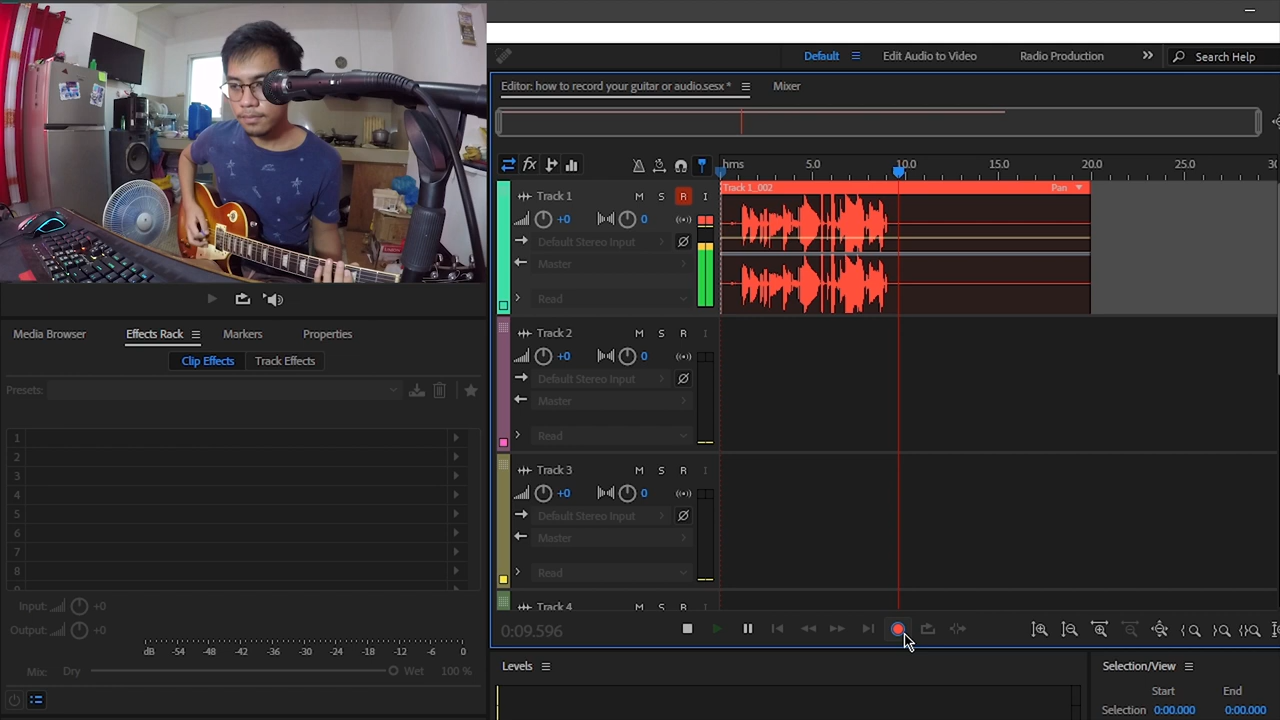 Default
Edit Audio to Video
Radio Production
Search Help
Editor: how to record your guitar or audio.sesx *
Mixer
hms 5.0 10.0 15.0 20.0 25.0
Track 1_002 Pan
Track 1 M S R I
+0 0
Default Stereo Input
Master
Read
Media Browser Effects Rack Markers Properties
Clip Effects Track Effects
Presets:
Track 2 M S R I
+0 0
Default Stereo Input
Master
Read
1
2
3
4
5
6
7
8
Track 3 M S R I
+0 0
Default Stereo Input
Master
Read
Track 4 M S R I
Input: +0
Output: +0
dB -54 -48 -42 -36 -30 -24 -18 -12 -6 0
Mix: Dry Wet 100 %
0:09.596
Levels
Selection/View
Start End
Selection 0:00.000 0:00.000